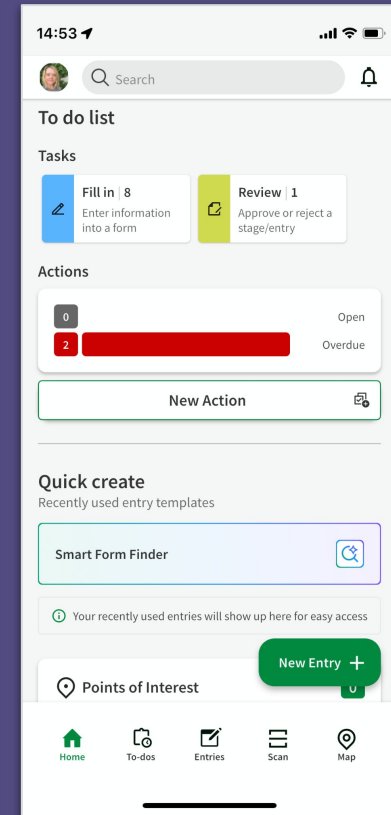 14:53
Search
To do list
Tasks
Fill in | 8
Enter information
into a form
Review | 1
Approve or reject a
stage/entry
Actions
0 Open
2 Overdue
New Action
Quick create
Recently used entry templates
Smart Form Finder
Your recently used entries will show up here for easy access
New Entry
Points of Interest
Home To-dos Entries Scan Map